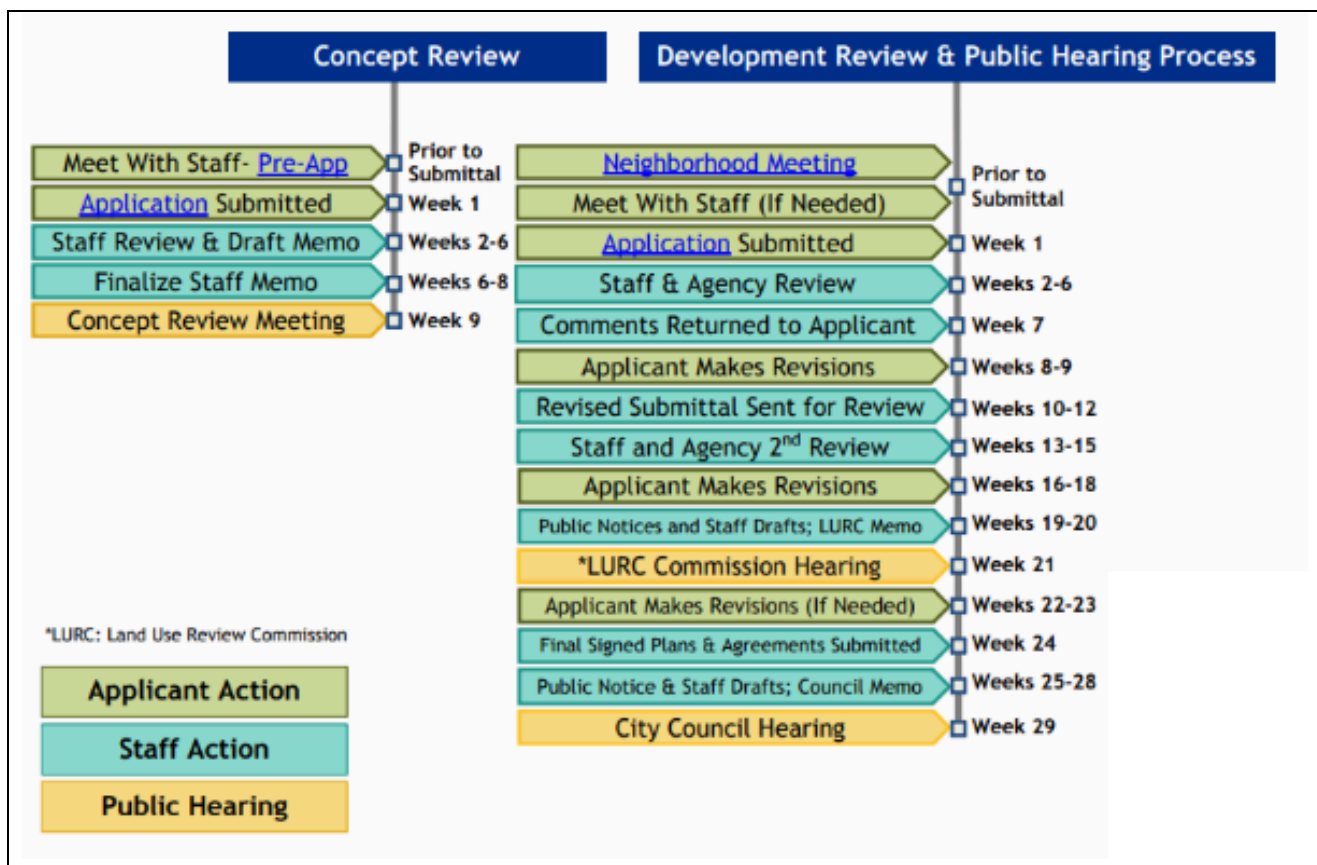 Concept Review
Meet With Staff- Pre-App
Prior to
Submittal
Application Submitted
Week 1
Staff Review & Draft Memo
Weeks 2-6
Finalize Staff Memo
Weeks 6-8
Concept Review Meeting
Week 9
Development Review & Public Hearing Process
Neighborhood Meeting
Meet With Staff (If Needed)
Prior to
Submittal
Application Submitted
Week 1
Staff & Agency Review
Weeks 2-6
Comments Returned to Applicant
Week 7
Applicant Makes Revisions
Weeks 8-9
Revised Submittal Sent for Review
Weeks 10-12
Staff and Agency 2nd Review
Weeks 13-15
Applicant Makes Revisions
Weeks 16-18
Public Notices and Staff Drafts; LURC Memo
Weeks 19-20
*LURC Commission Hearing
Week 21
Applicant Makes Revisions (If Needed)
Weeks 22-23
Final Signed Plans & Agreements Submitted
Week 24
Public Notice & Staff Drafts; Council Memo
Weeks 25-28
City Council Hearing
Week 29
*LURC: Land Use Review Commission
Applicant Action
Staff Action
Public Hearing